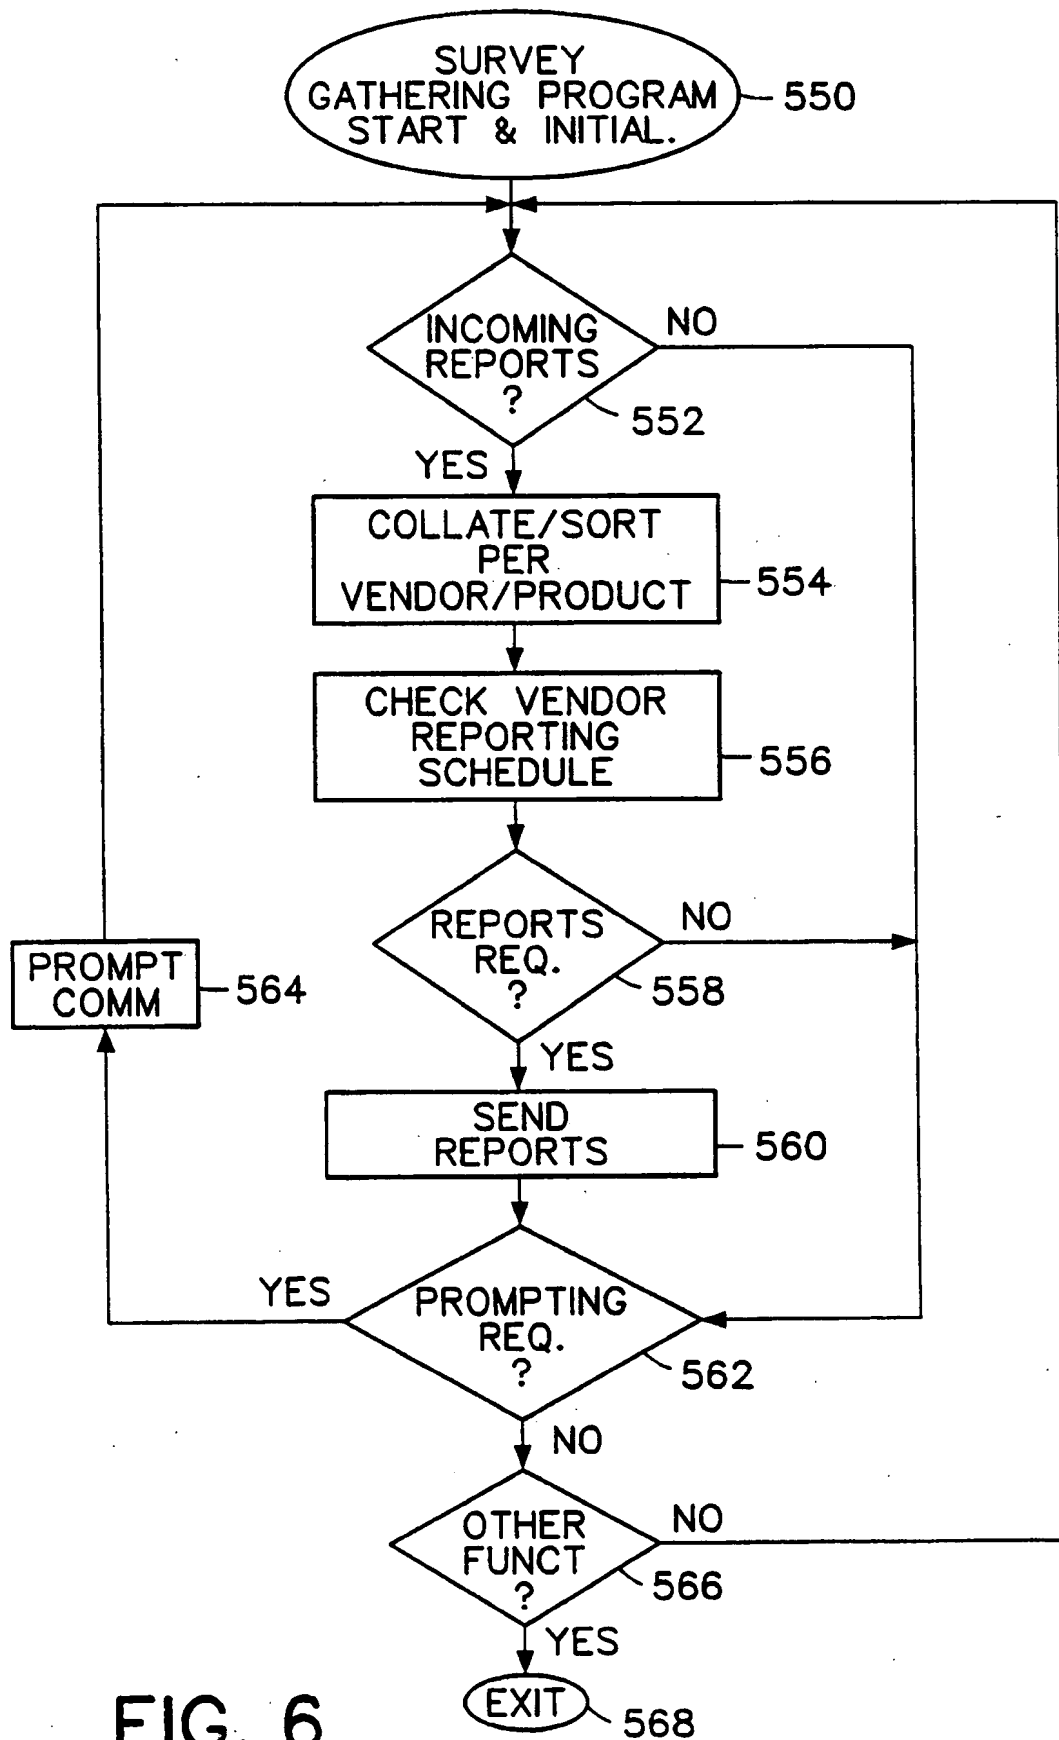 SURVEY
GATHERING PROGRAM
START & INITIAL.
550
INCOMING
REPORTS
?
NO
552
YES
COLLATE/SORT
PER
VENDOR/PRODUCT
554
CHECK VENDOR
REPORTING
SCHEDULE
556
REPORTS
REQ.
?
NO
558
PROMPT
COMM
564
YES
SEND
REPORTS
560
YES
PROMPTING
REQ.
?
562
NO
OTHER
FUNCT
?
NO
566
YES
EXIT
568
FIG. 6